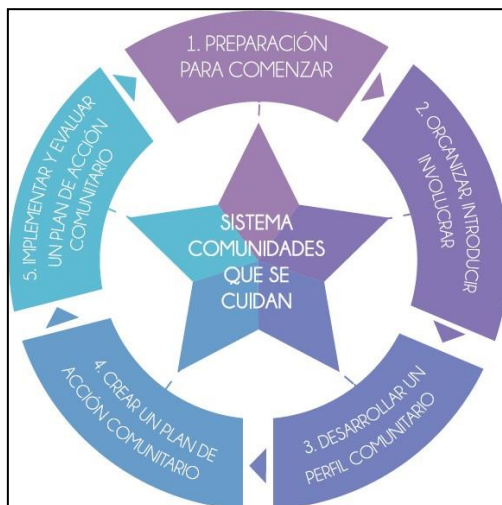 1. PREPARACIÓN
PARA COMENZAR
2. ORGANIZAR, INTRODUCIR
INVOLUCRAR
3. DESARROLLAR UN
PERFIL COMUNITARIO
4. CREAR UN PLAN DE
ACCIÓN COMUNITARIO
5. IMPLEMENTAR Y EVALUAR
UN PLAN DE ACCIÓN
COMUNITARIO
SISTEMA
COMUNIDADES
QUE SE
CUIDAN